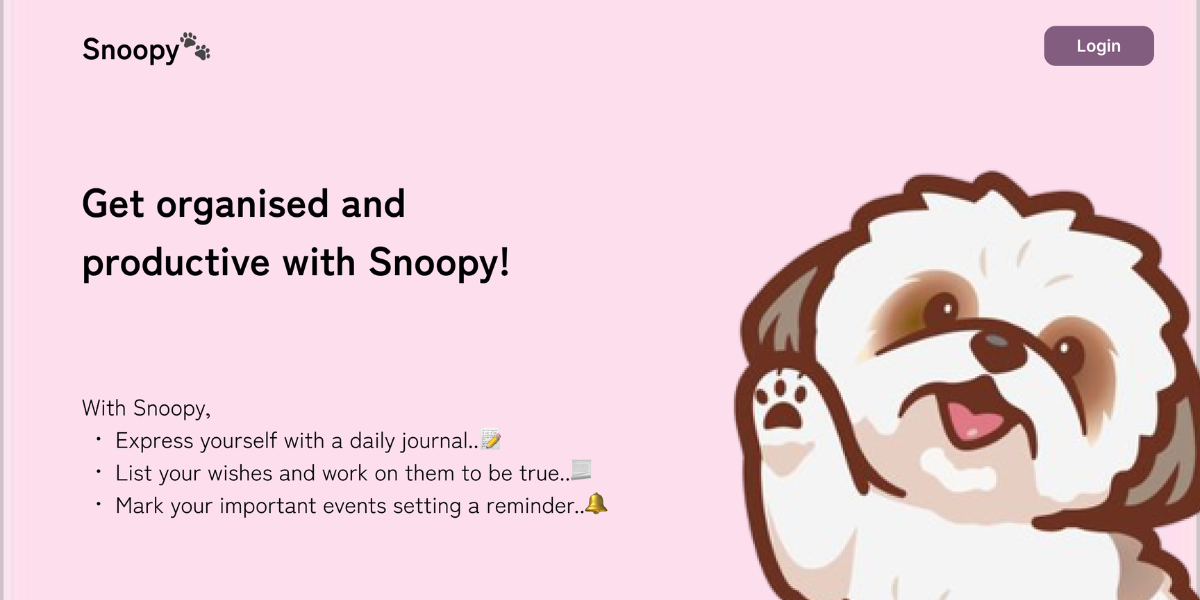 Snoopy🐾
Login
Get organised and
productive with Snoopy!
With Snoopy,
• Express yourself with a daily journal..📝
• List your wishes and work on them to be true..📃
• Mark your important events setting a reminder..🔔